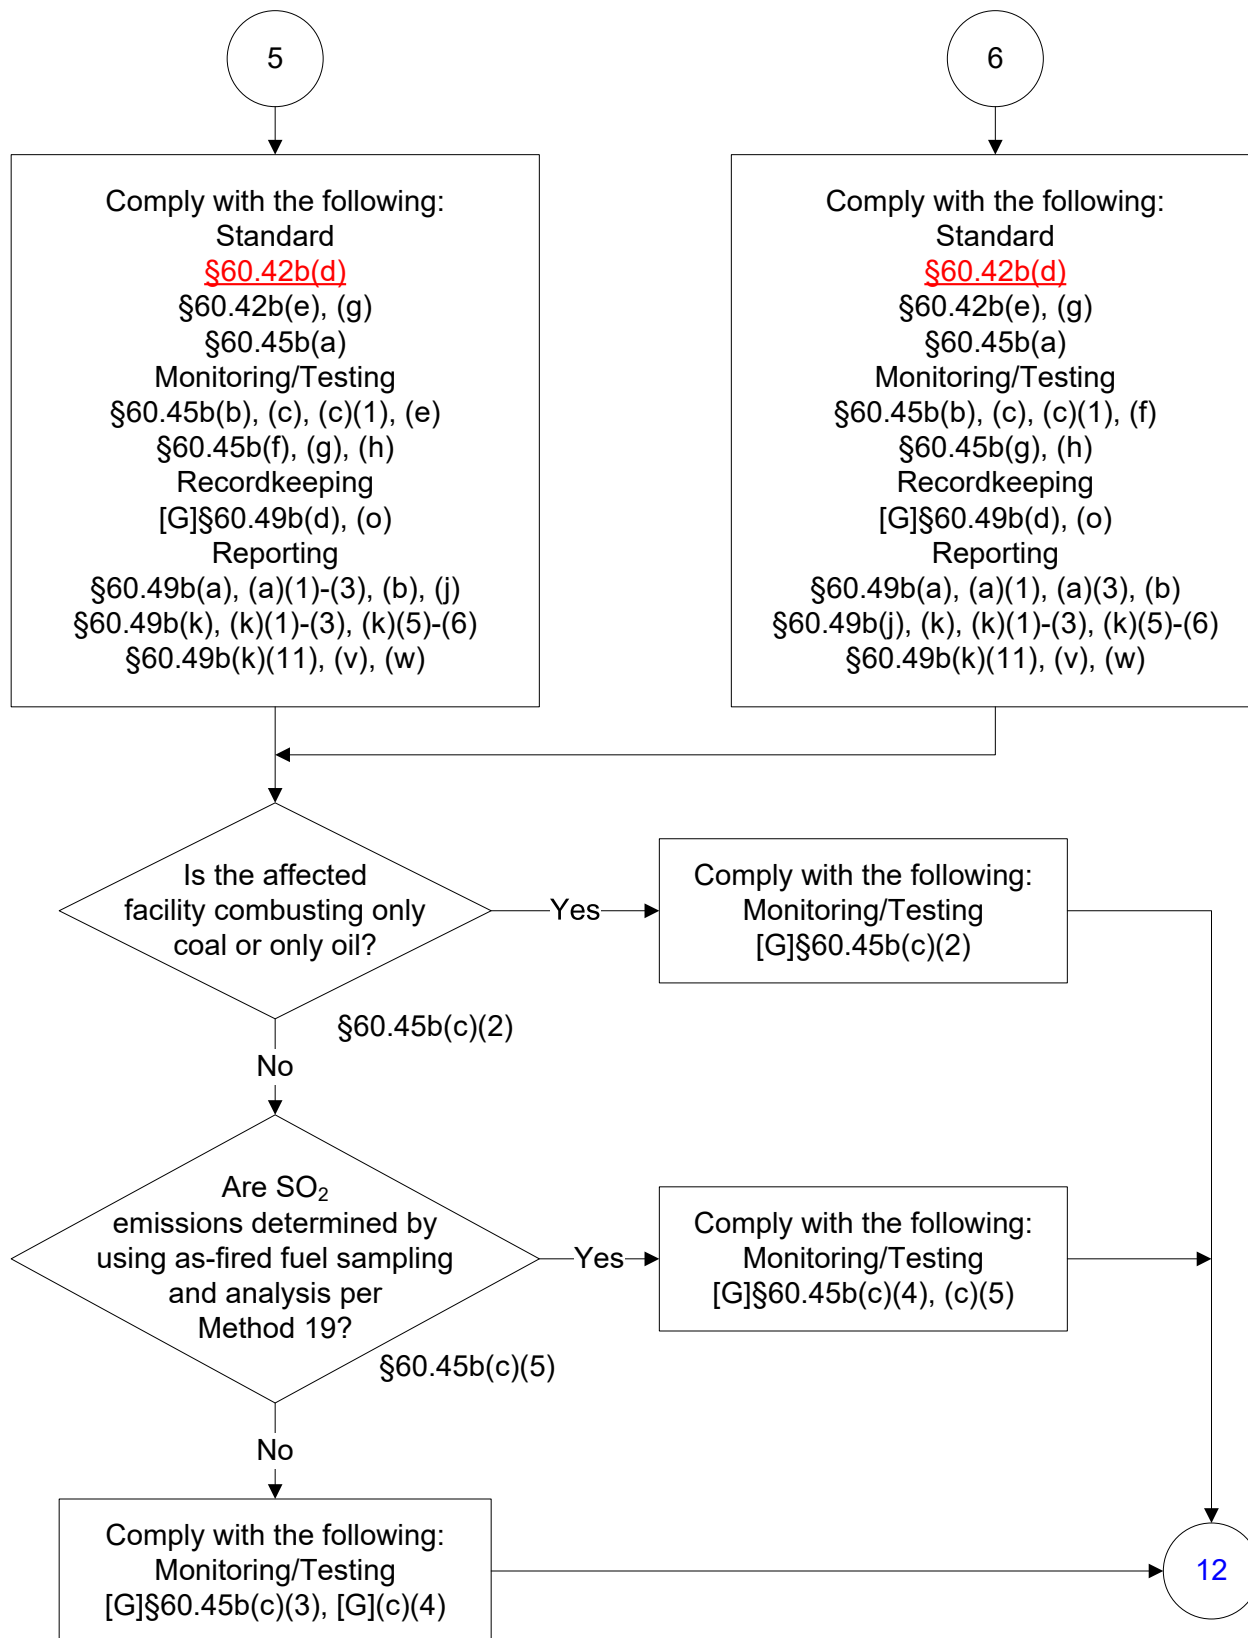 5
Comply with the following:
Standard
§60.42b(d)
§60.42b(e), (g)
§60.45b(a)
Monitoring/Testing
§60.45b(b), (c), (c)(1), (e)
§60.45b(f), (g), (h)
Recordkeeping
[G]§60.49b(d), (o)
Reporting
§60.49b(a), (a)(1)-(3), (b), (j)
§60.49b(k), (k)(1)-(3), (k)(5)-(6)
§60.49b(k)(11), (v), (w)
6
Comply with the following:
Standard
§60.42b(d)
§60.42b(e), (g)
§60.45b(a)
Monitoring/Testing
§60.45b(b), (c), (c)(1), (f)
§60.45b(g), (h)
Recordkeeping
[G]§60.49b(d), (o)
Reporting
§60.49b(a), (a)(1), (a)(3), (b)
§60.49b(j), (k), (k)(1)-(3), (k)(5)-(6)
§60.49b(k)(11), (v), (w)
Is the affected
facility combusting only
coal or only oil?
§60.45b(c)(2)
Yes
Comply with the following:
Monitoring/Testing
[G]§60.45b(c)(2)
No
Are SO₂
emissions determined by
using as-fired fuel sampling
and analysis per
Method 19?
§60.45b(c)(5)
Yes
Comply with the following:
Monitoring/Testing
[G]§60.45b(c)(4), (c)(5)
No
Comply with the following:
Monitoring/Testing
[G]§60.45b(c)(3), [G](c)(4)
12